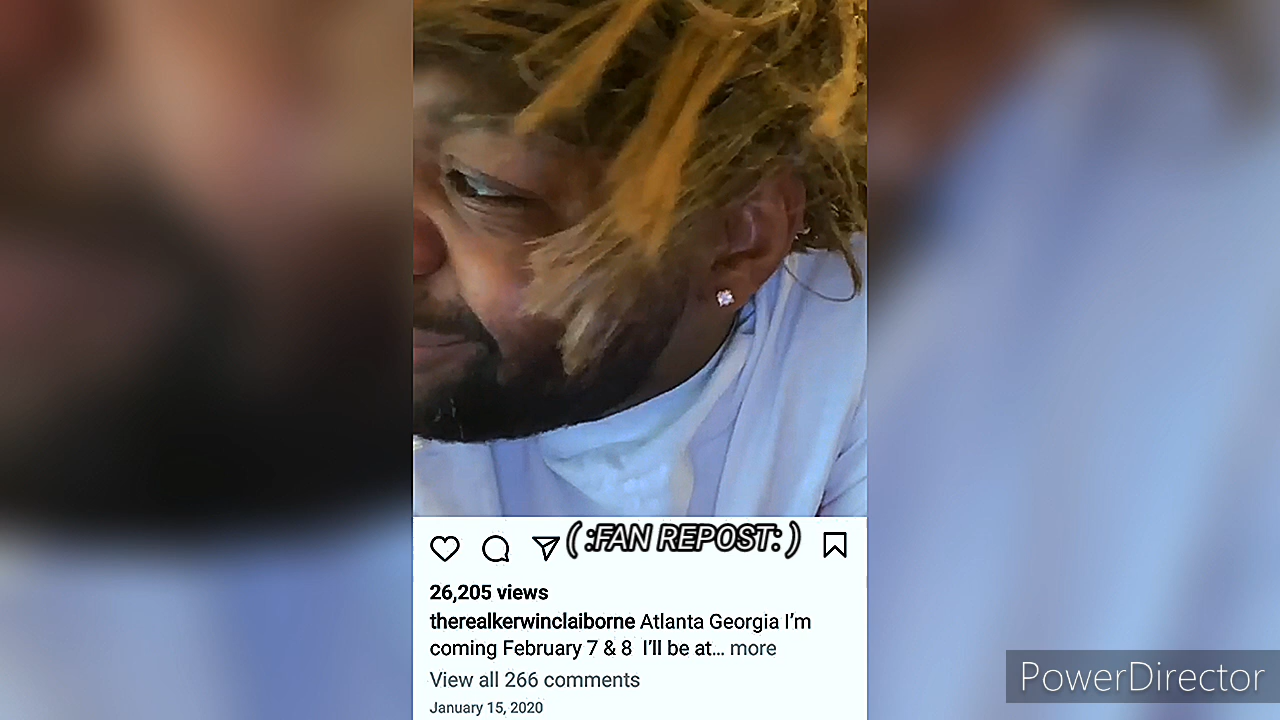 ( :FAN REPOST: )
26,205 views
therealkerwinclaiborne Atlanta Georgia I’m
coming February 7 & 8 I’ll be at... more
View all 266 comments
January 15, 2020
PowerDirector